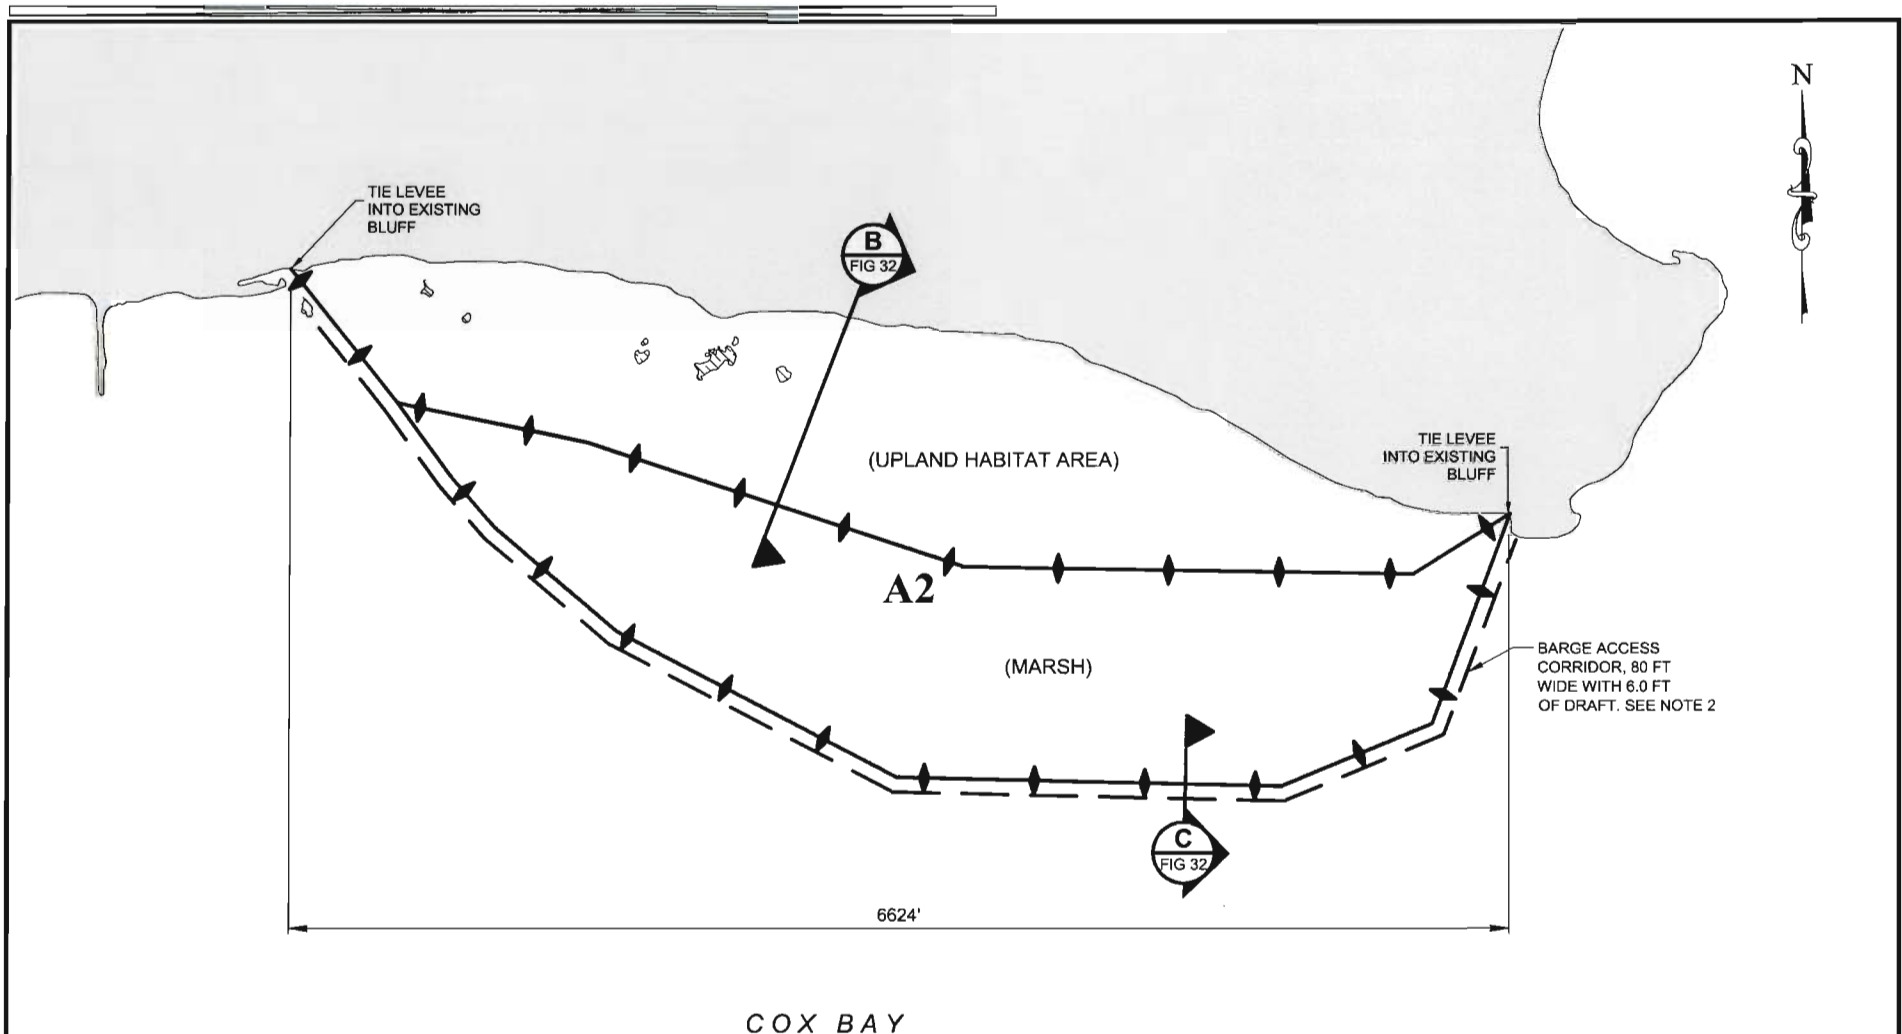 N
TIE LEVEE
INTO EXISTING
BLUFF
B
FIG 32
(UPLAND HABITAT AREA)
TIE LEVEE
INTO EXISTING
BLUFF
A2
(MARSH)
BARGE ACCESS
CORRIDOR, 80 FT
WIDE WITH 6.0 FT
OF DRAFT. SEE NOTE 2
C
FIG 32
6624'
COX BAY